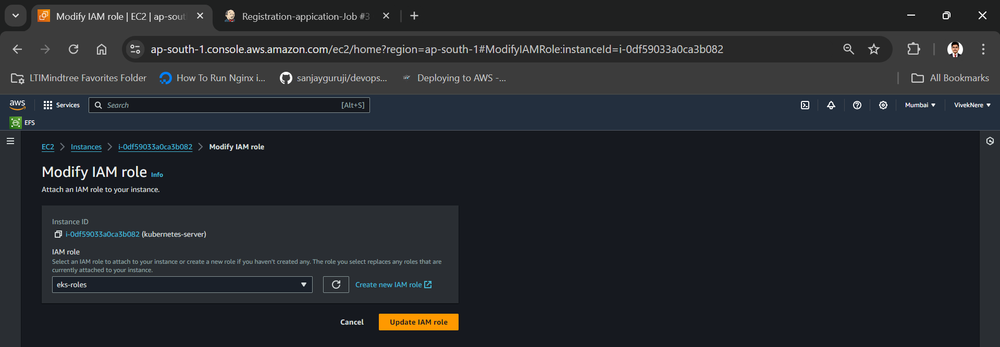 Modify IAM role | EC2 | ap-sout
Registration-appication-Job #3
ap-south-1.console.aws.amazon.com/ec2/home?region=ap-south-1#ModifyIAMRole:instanceId=i-0df59033a0ca3b082
LTIMindtree Favorites Folder
How To Run Nginx i...
sanjayguruji/devops...
Deploying to AWS -...
All Bookmarks
aws
Services
Search
[Alt+S]
Mumbai
VivekNere
EFS
EC2 > Instances > i-0df59033a0ca3b082 > Modify IAM role
Modify IAM role Info
Attach an IAM role to your instance.
Instance ID
i-0df59033a0ca3b082 (kubernetes-server)
IAM role
Select an IAM role to attach to your instance or create a new role if you haven't created any. The role you select replaces any roles that are
currently attached to your instance.
eks-roles
Create new IAM role
Cancel
Update IAM role